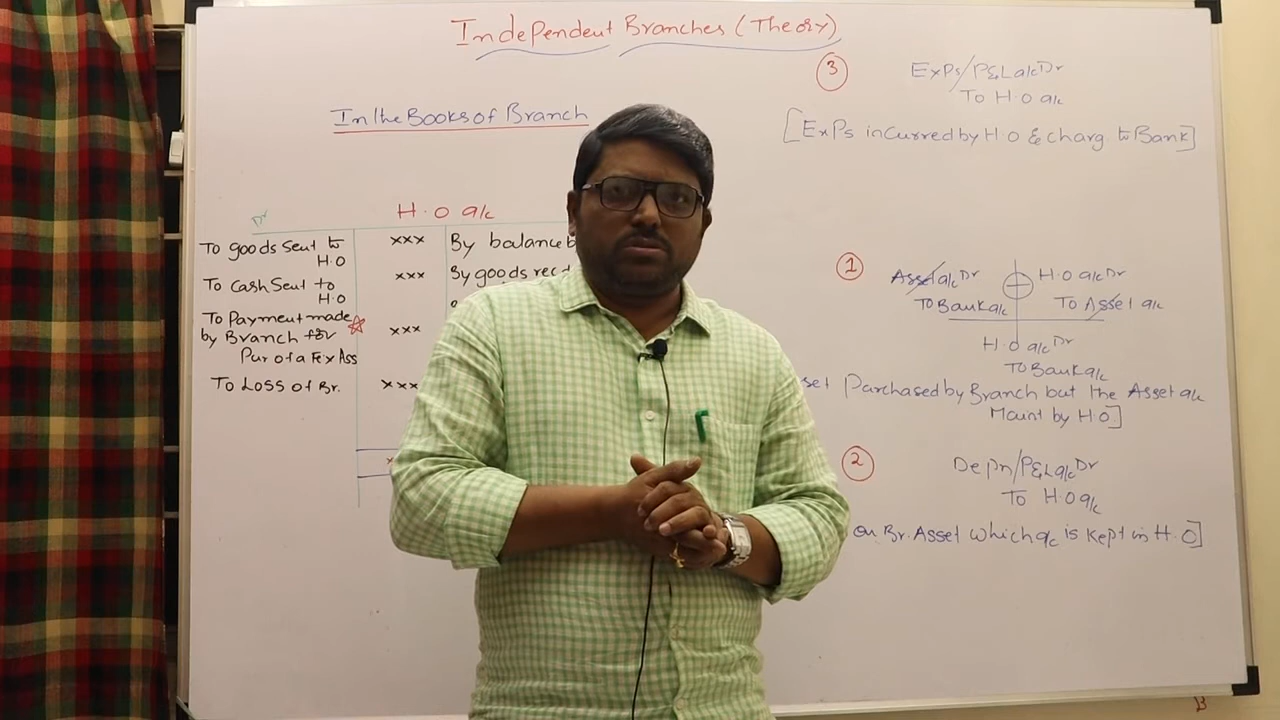 Independent Branches (Theory)
In the Books of Branch
Dr
H.O a/c
To goods sent to H.O
xxx
By balance b
To Cash Sent to H.O
xxx
By goods recd
To Payment made
by Branch for
Pur of a Fix Ass
xxx
To Loss of Br.
xxx
3
Exps/P&L a/c Dr
To H.O a/c
[Exps incurred by H.O & charg. to Bank]
1
Asset a/c Dr
To Bank a/c
H.O a/c Dr
To Asset a/c
H.O a/c Dr
To Bank a/c
set Purchased by Branch but the Asset a/c
Maint by H.O]
2
Depn/P&L a/c Dr
To H.O a/c
on Br. Asset which a/c is kept in H.O]